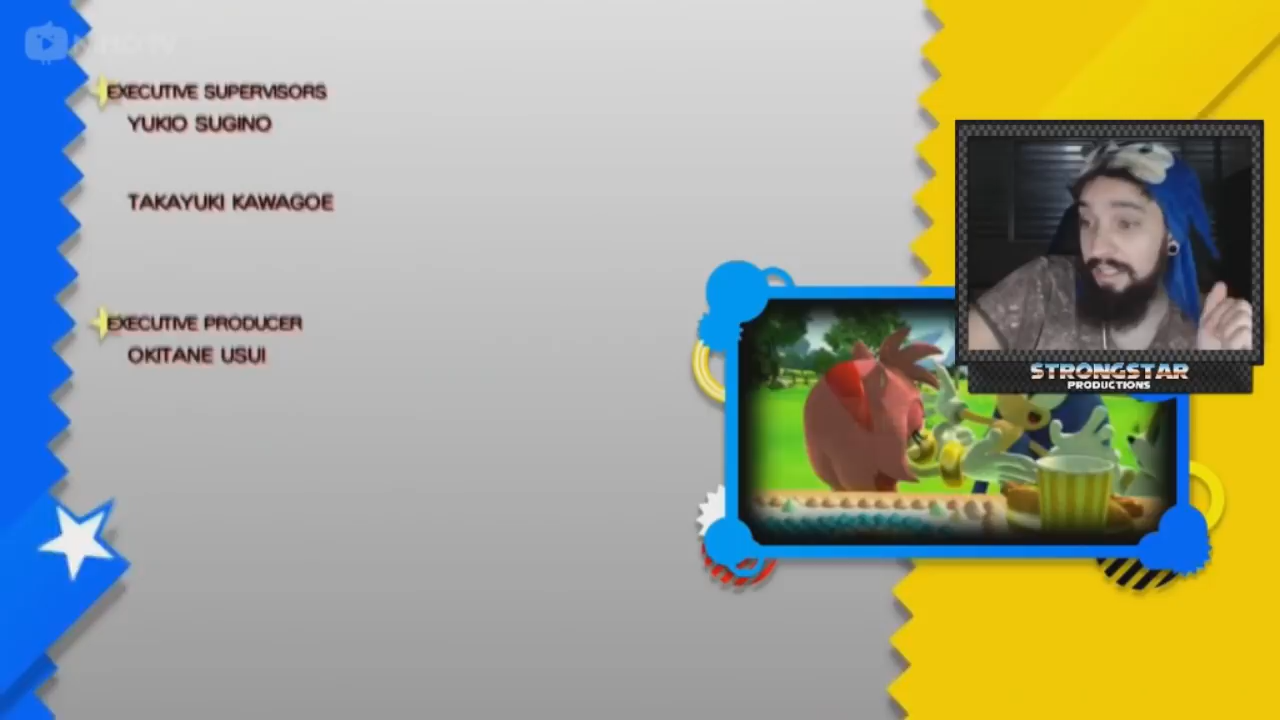 EXECUTIVE SUPERVISORS
YUKIO SUGINO
TAKAYUKI KAWAGOE
EXECUTIVE PRODUCER
OKITANE USUI
STRONGSTAR
PRODUCTIONS